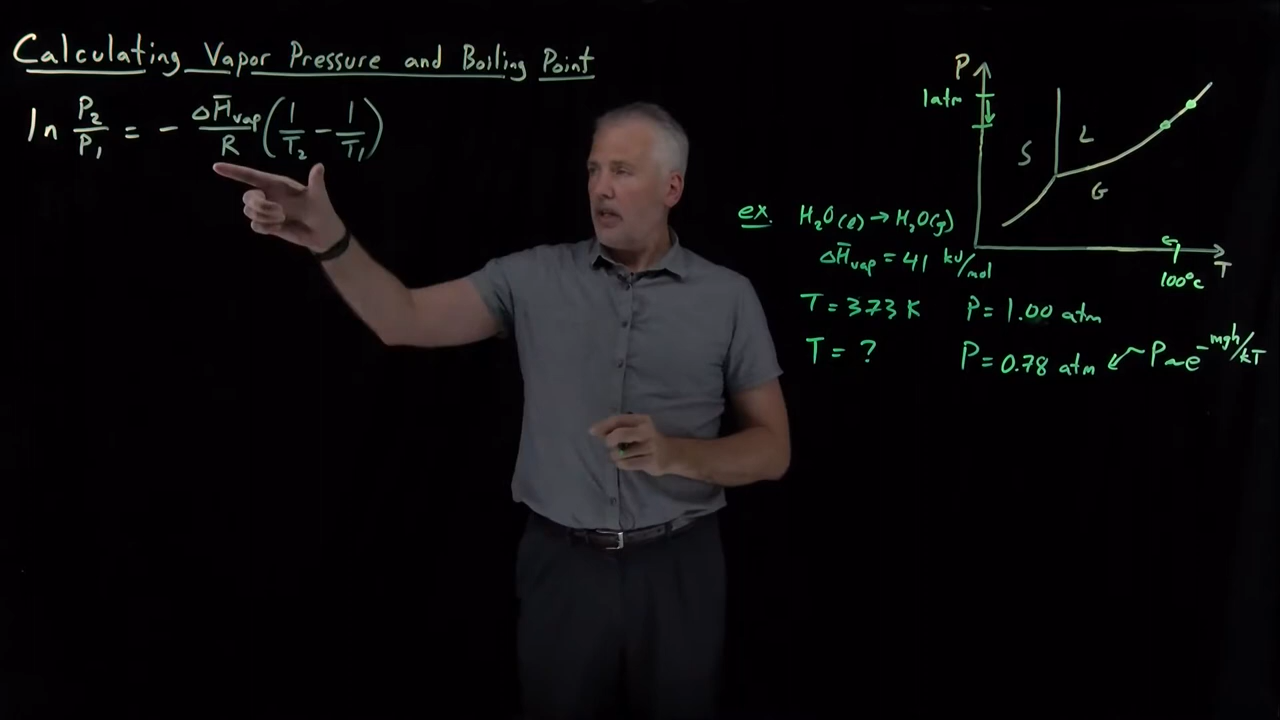 Calculating Vapor Pressure and Boiling Point
ln P₂/P₁ = - ΔH̄vap/R (1/T₂ - 1/T₁)
P
1atm
S
L
G
T
100°c
ex. H₂O(ℓ) → H₂O(g)
ΔH̄vap = 41 kJ/mol
T = 373 K P = 1.00 atm
T = ? P = 0.78 atm ↙ P ~ e^-mgh/kT